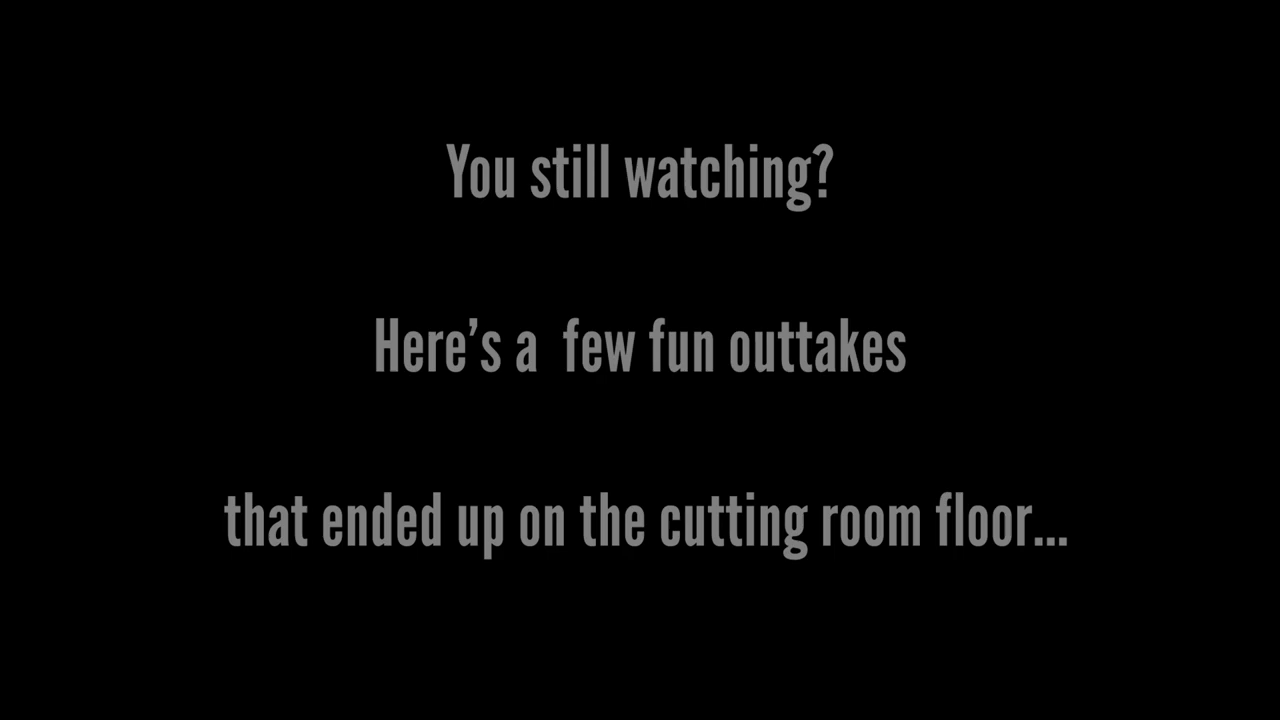 You still watching?
Here’s a  few fun outtakes
that ended up on the cutting room floor...